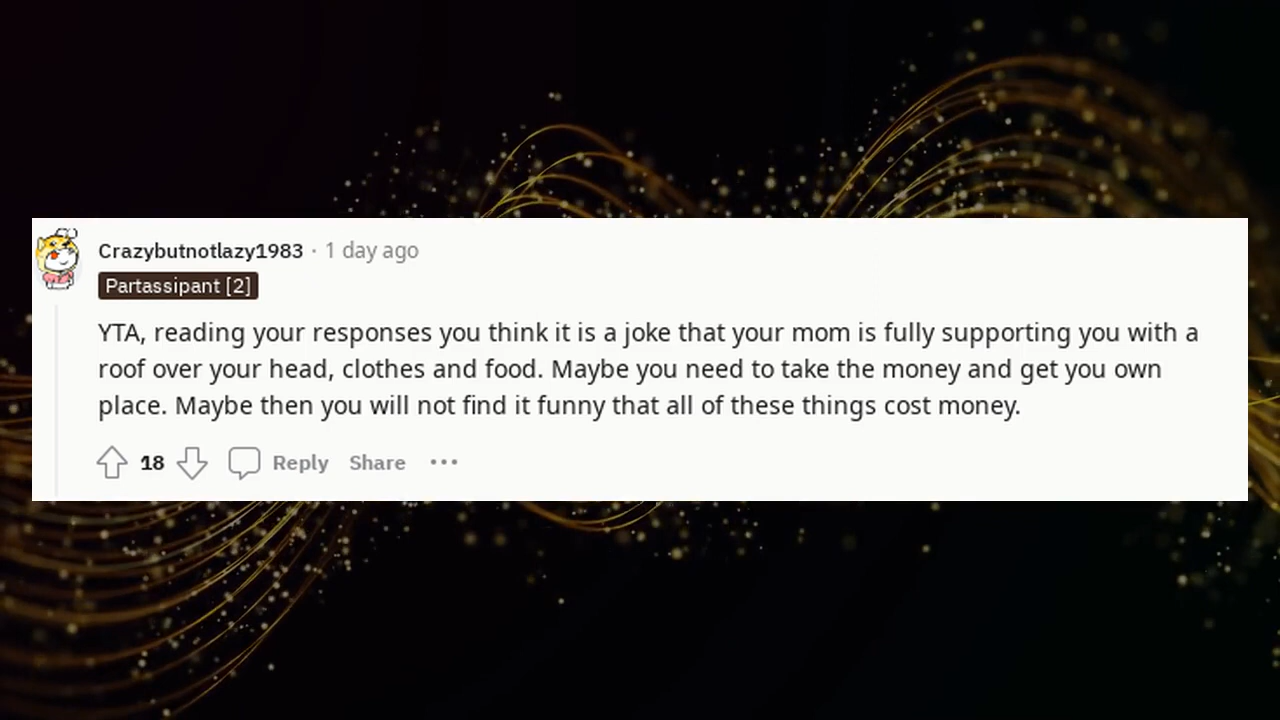 Crazybutnotlazy1983 · 1 day ago
Partassipant [2]
YTA, reading your responses you think it is a joke that your mom is fully supporting you with a
roof over your head, clothes and food. Maybe you need to take the money and get you own
place. Maybe then you will not find it funny that all of these things cost money.
18 Reply Share ···